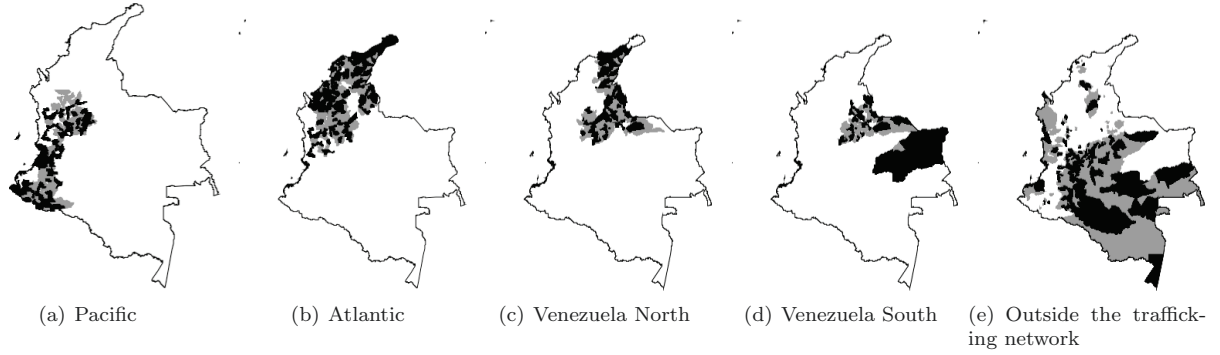 (a) Pacific
(b) Atlantic
(c) Venezuela North
(d) Venezuela South
(e) Outside the traffick-
ing network